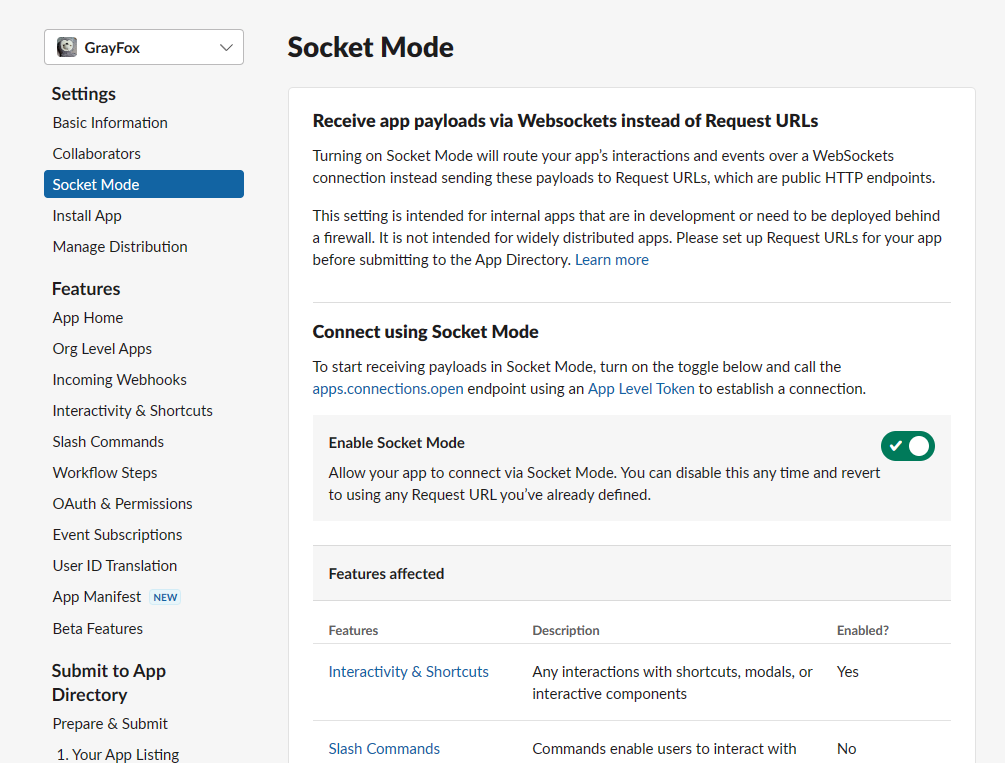 GrayFox
Settings
Basic Information
Collaborators
Socket Mode
Install App
Manage Distribution
Features
App Home
Org Level Apps
Incoming Webhooks
Interactivity & Shortcuts
Slash Commands
Workflow Steps
OAuth & Permissions
Event Subscriptions
User ID Translation
App Manifest NEW
Beta Features
Submit to App
Directory
Prepare & Submit
1. Your App Listing
Socket Mode
Receive app payloads via Websockets instead of Request URLs
Turning on Socket Mode will route your app’s interactions and events over a WebSockets
connection instead sending these payloads to Request URLs, which are public HTTP endpoints.
This setting is intended for internal apps that are in development or need to be deployed behind
a firewall. It is not intended for widely distributed apps. Please set up Request URLs for your app
before submitting to the App Directory. Learn more
Connect using Socket Mode
To start receiving payloads in Socket Mode, turn on the toggle below and call the
apps.connections.open endpoint using an App Level Token to establish a connection.
Enable Socket Mode
Allow your app to connect via Socket Mode. You can disable this any time and revert
to using any Request URL you’ve already defined.
Features affected
Features Description Enabled?
Interactivity & Shortcuts Any interactions with shortcuts, modals, or Yes
interactive components
Slash Commands Commands enable users to interact with No